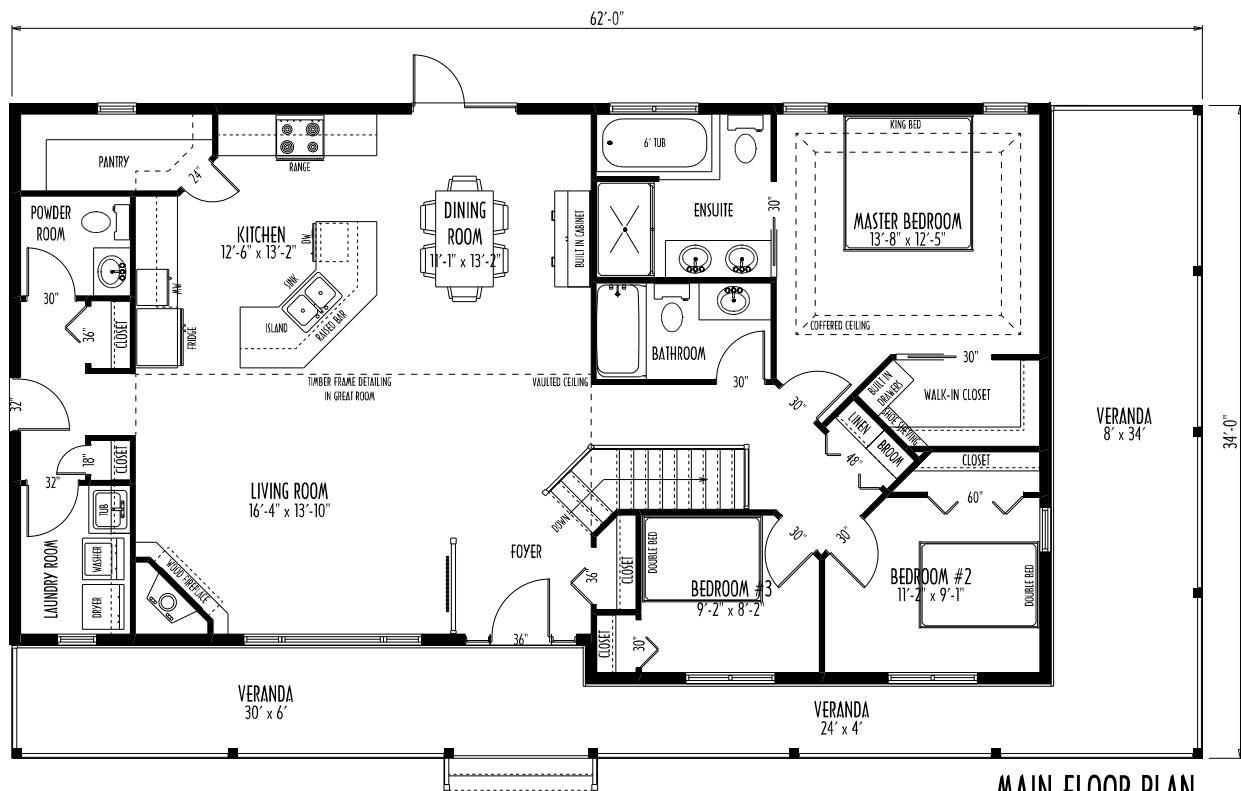 62'-0"
KING BED
6' TUB
PANTRY
RANGE
24"
POWDER
ROOM
KITCHEN
12'-6" x 13'-2"
DW
DINING
ROOM
11'-1" x 13'-2"
BUILT IN CABINET
ENSUITE
30"
MASTER BEDROOM
13'-8" x 12'-5"
SINK
ISLAND
RAISED BAR
MW
30"
36"
CLOSET
FRIDGE
BATHROOM
30"
COFFERED CEILING
30"
TIMBER FRAME DETAILING
IN GREAT ROOM
VAULTED CEILING
32"
30"
BUILT IN
DRAWERS
WALK-IN CLOSET
SHOE SHELVING
LINEN
BROOM
48"
VERANDA
8' x 34'
34'-0"
18"
CLOSET
32"
CLOSET
60"
LIVING ROOM
16'-4" x 13'-10"
TUB
WASHER
DRYER
LAUNDRY ROOM
WOOD FIREPLACE
DOWN
FOYER
36"
CLOSET
DOUBLE BED
30"
30"
BEDROOM #3
9'-2" x 8'-2"
BEDROOM #2
11'-2" x 9'-1"
DOUBLE BED
36"
CLOSET
30"
VERANDA
30' x 6'
VERANDA
24' x 4'
MAIN FLOOR PLAN